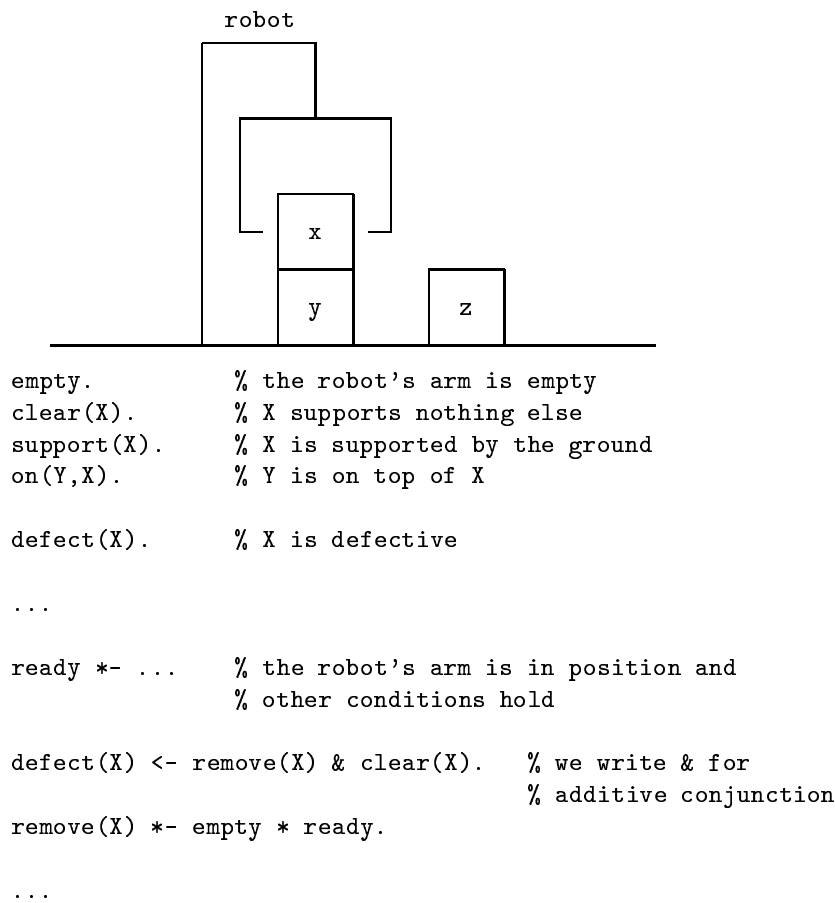 robot
x
y z
empty. % the robot's arm is empty
clear(X). % X supports nothing else
support(X). % X is supported by the ground
on(Y,X). % Y is on top of X
defect(X). % X is defective
...
ready *- ... % the robot's arm is in position and
% other conditions hold
defect(X) <- remove(X) & clear(X). % we write & for
% additive conjunction
remove(X) *- empty * ready.
...